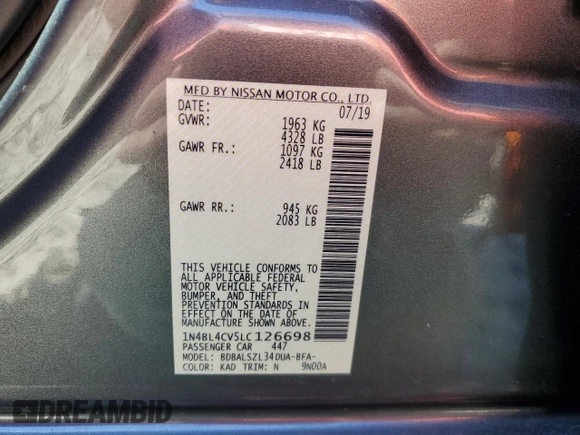 MFD BY NISSAN MOTOR CO., LTD.
DATE: 07/19
GVWR: 1963 KG
4328 LB
GAWR FR.: 1097 KG
2418 LB
GAWR RR.: 945 KG
2083 LB
THIS VEHICLE CONFORMS TO
ALL APPLICABLE FEDERAL
MOTOR VEHICLE SAFETY,
BUMPER, AND THEFT
PREVENTION STANDARDS IN
EFFECT ON THE DATE OF
MANUFACTURE SHOWN ABOVE.
1N4BL4CV5LC126698
PASSENGER CAR 447
MODEL: BDBALSZL34DUA-BFA-
COLOR: KAD TRIM: N 9N00A
DREAMBID